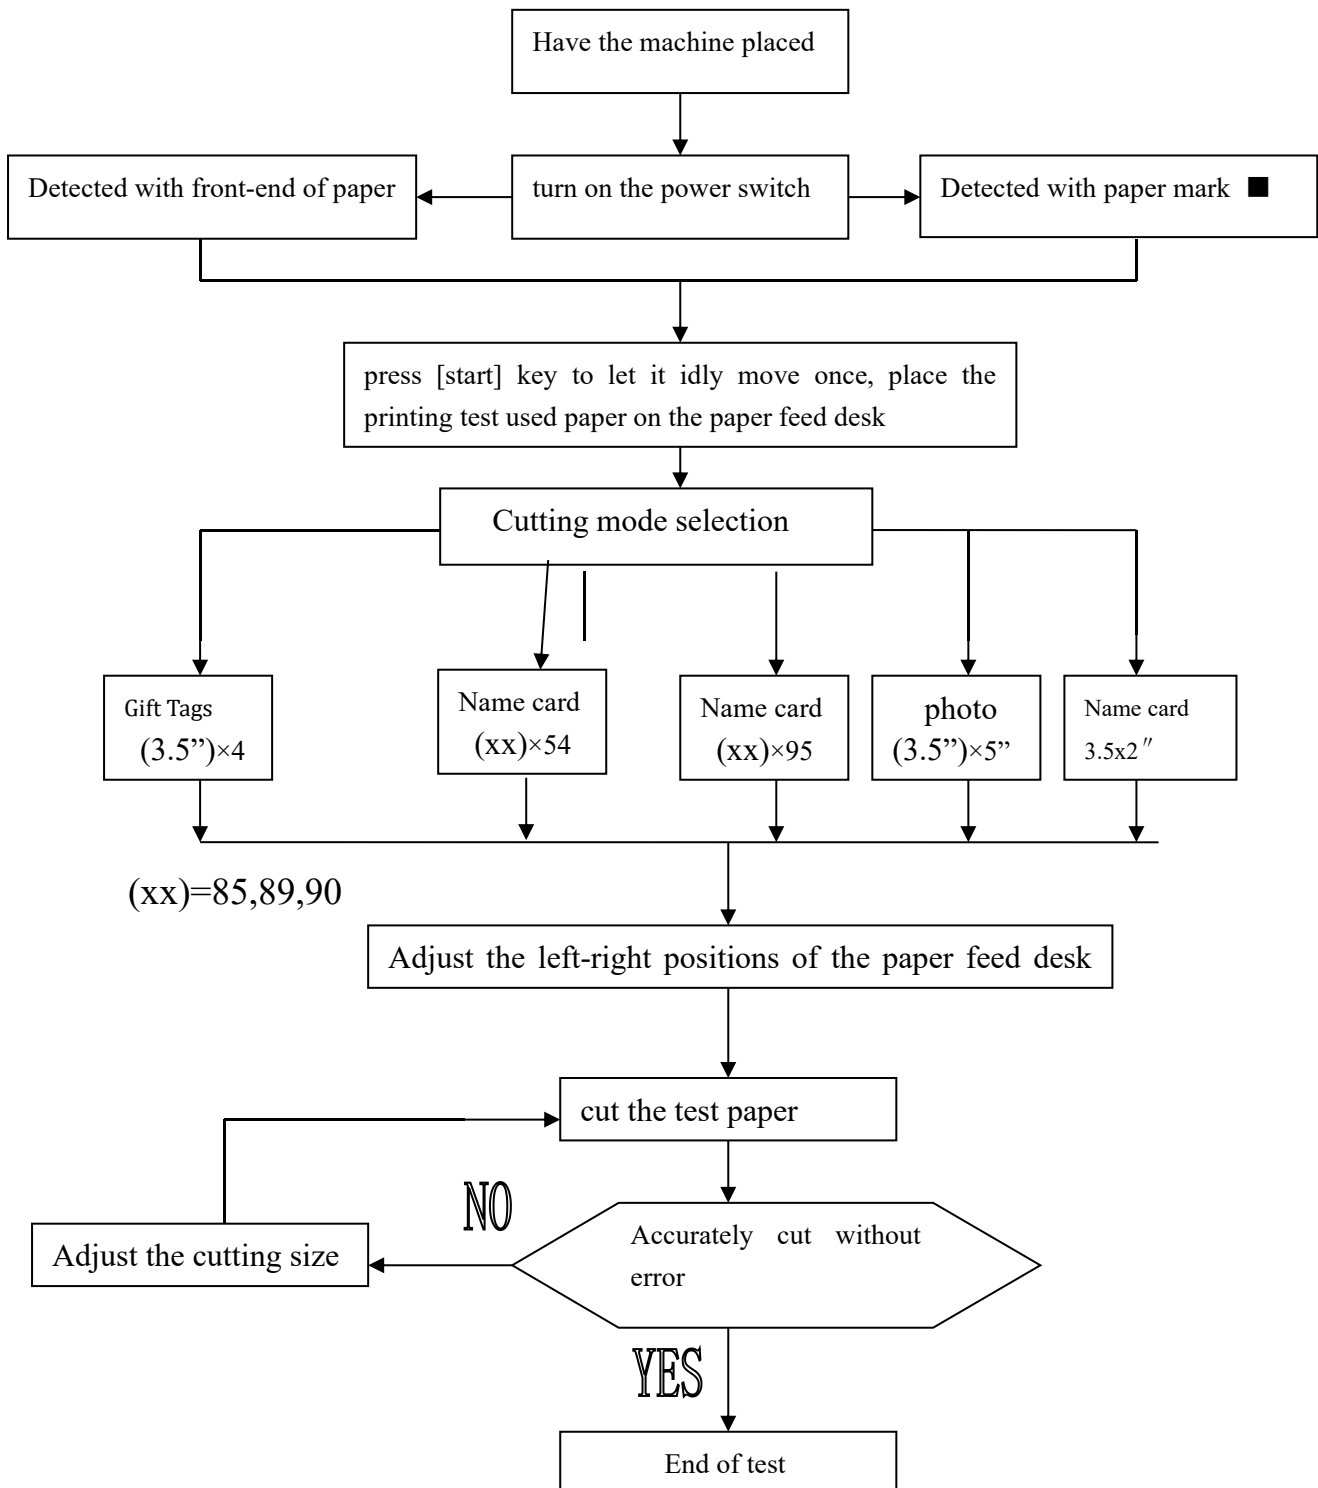 Have the machine placed
Detected with front-end of paper
turn on the power switch
Detected with paper mark ■
press [start] key to let it idly move once, place the
printing test used paper on the paper feed desk
Cutting mode selection
Gift Tags
(3.5”)×4
Name card
(xx)×54
Name card
(xx)×95
photo
(3.5”)×5”
Name card
3.5x2″
(xx)=85,89,90
Adjust the left-right positions of the paper feed desk
cut the test paper
NO
Adjust the cutting size
Accurately cut without
error
YES
End of test